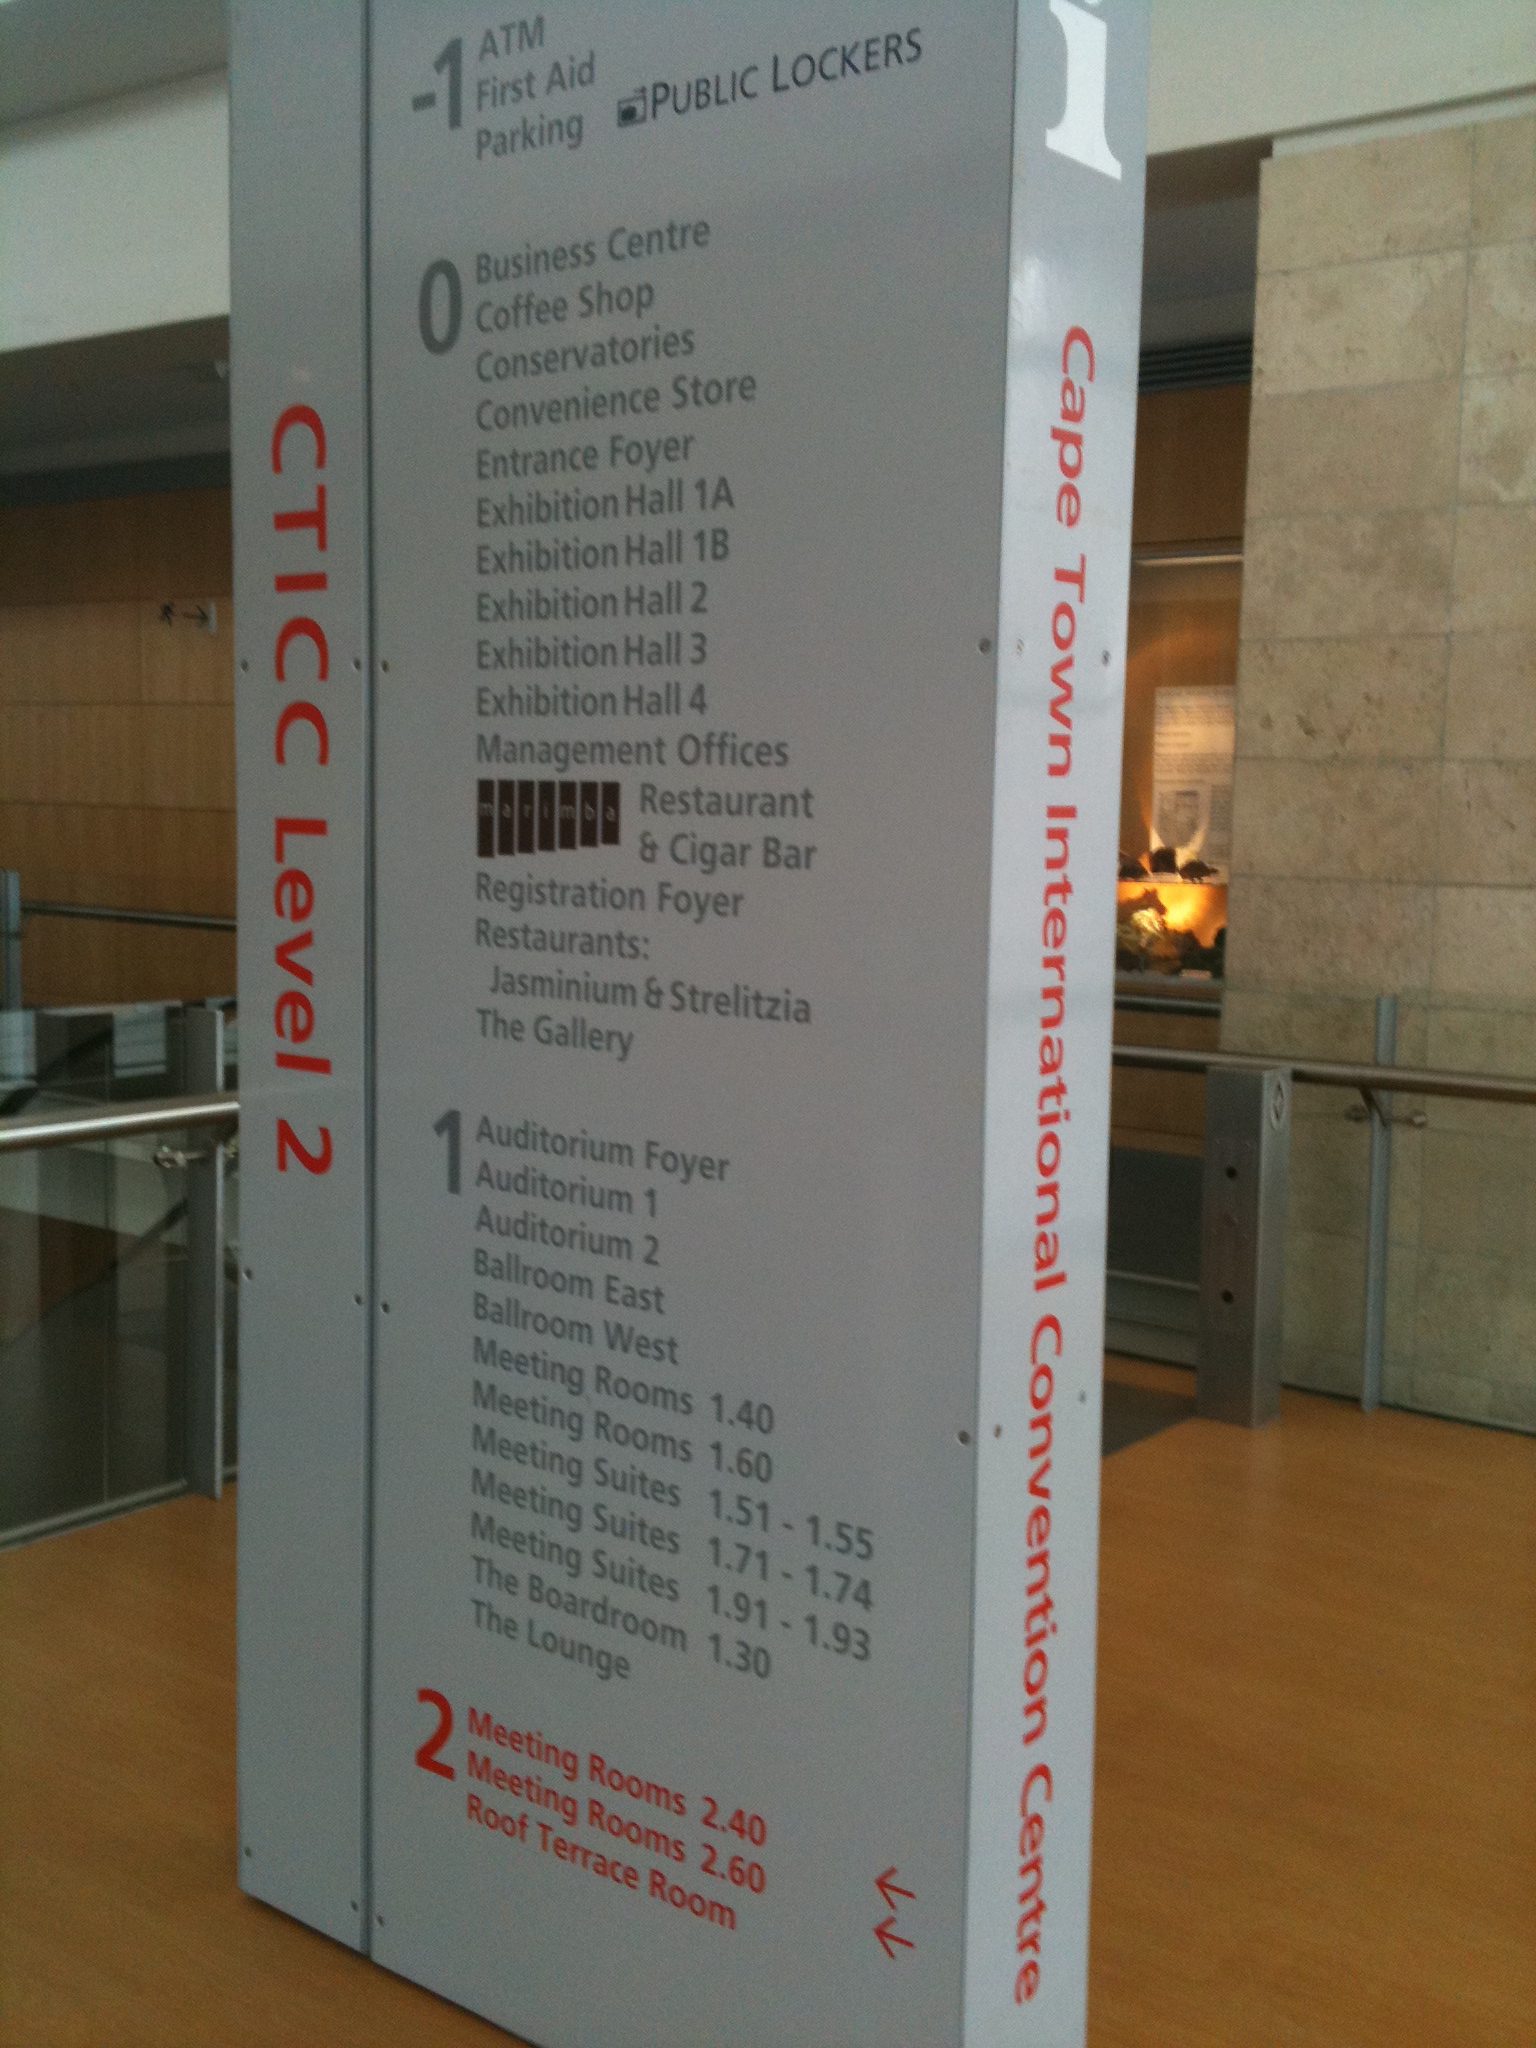 i
-1
ATM
First Aid
Parking
PUBLIC LOCKERS
0
Business Centre
Coffee Shop
Conservatories
Convenience Store
Entrance Foyer
Exhibition Hall 1A
Exhibition Hall 1B
Exhibition Hall 2
Exhibition Hall 3
Exhibition Hall 4
Management Offices
marimba
Restaurant
& Cigar Bar
Registration Foyer
Restaurants:
Jasminium & Strelitzia
The Gallery
1
Auditorium Foyer
Auditorium 1
Auditorium 2
Ballroom East
Ballroom West
Meeting Rooms 1.40
Meeting Rooms 1.60
Meeting Suites 1.51 - 1.55
Meeting Suites 1.71 - 1.74
Meeting Suites 1.91 - 1.93
The Boardroom 1.30
The Lounge
2
Meeting Rooms 2.40
Meeting Rooms 2.60
Roof Terrace Room
CTICC Level 2
Cape Town International Convention Centre